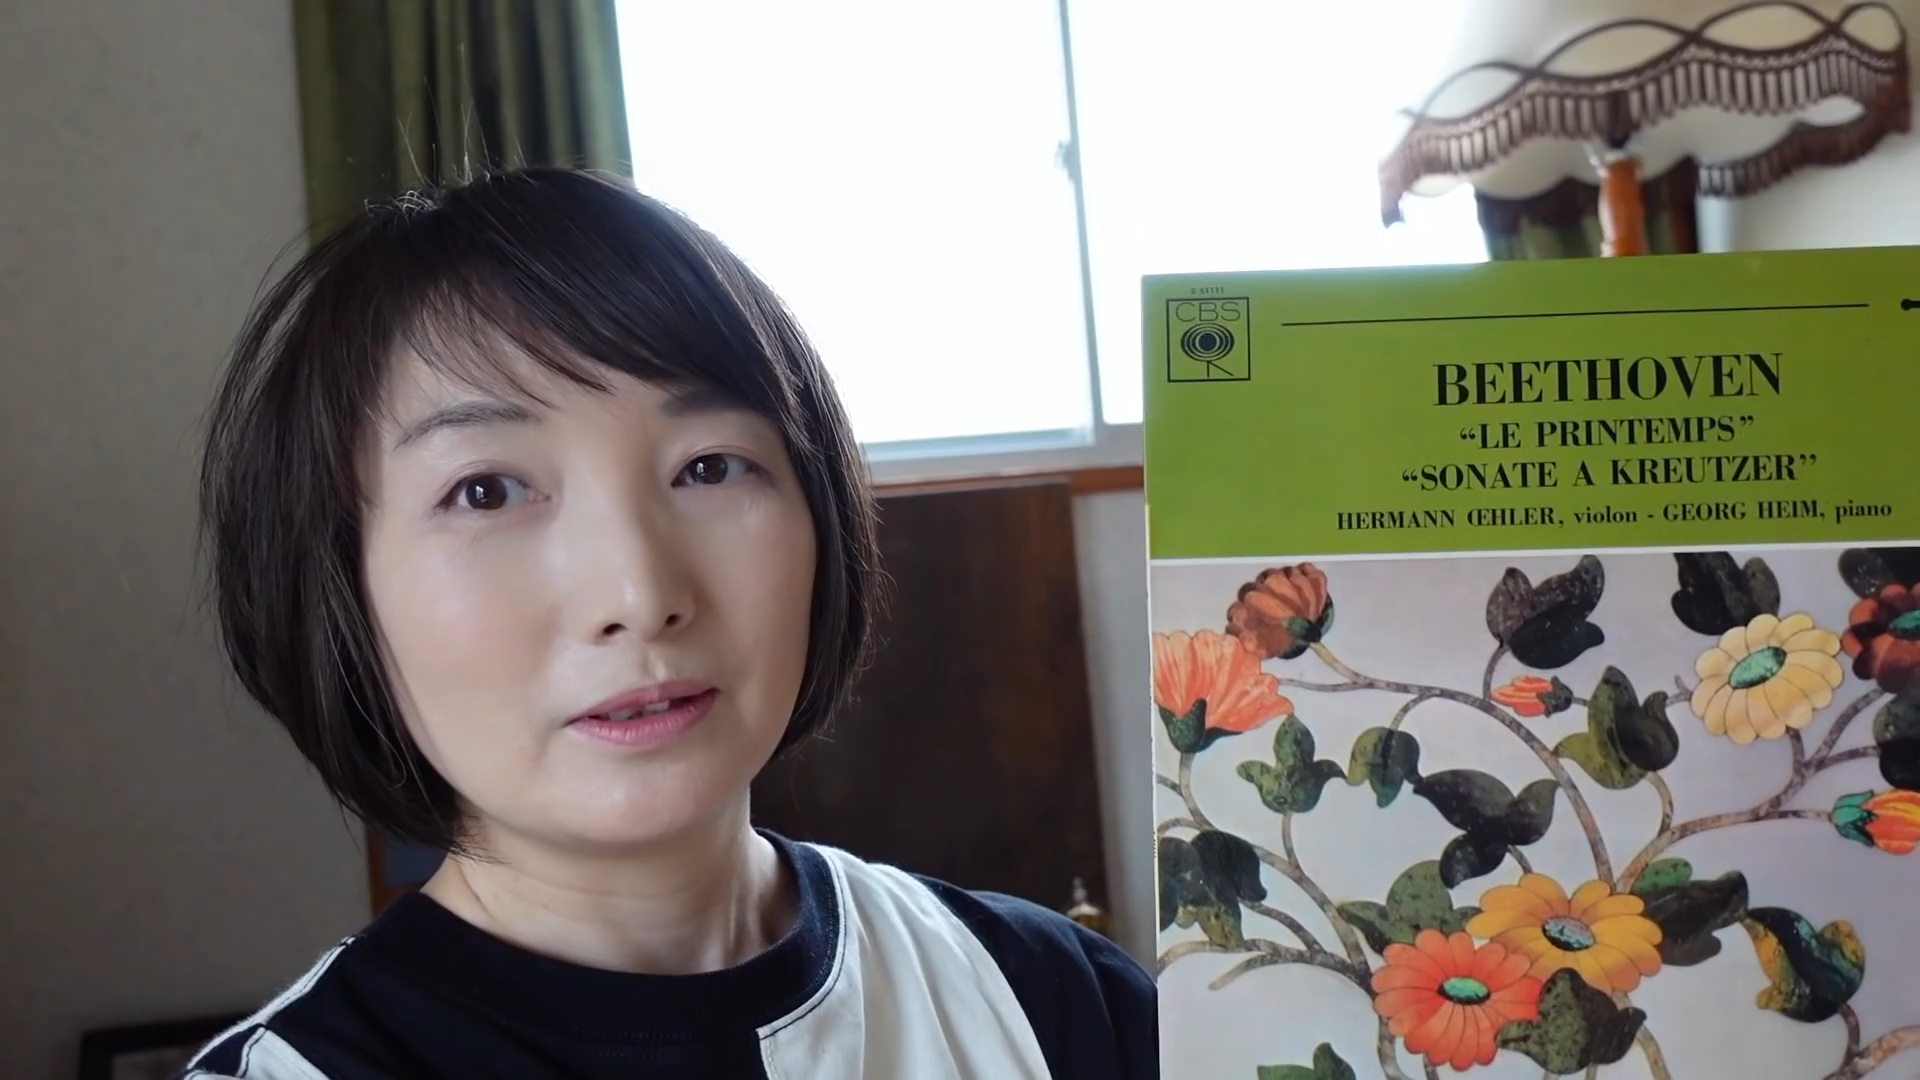 CBS
BEETHOVEN
“LE PRINTEMPS”
“SONATE A KREUTZER”
HERMANN ŒHLER, violon - GEORG HEIM, piano